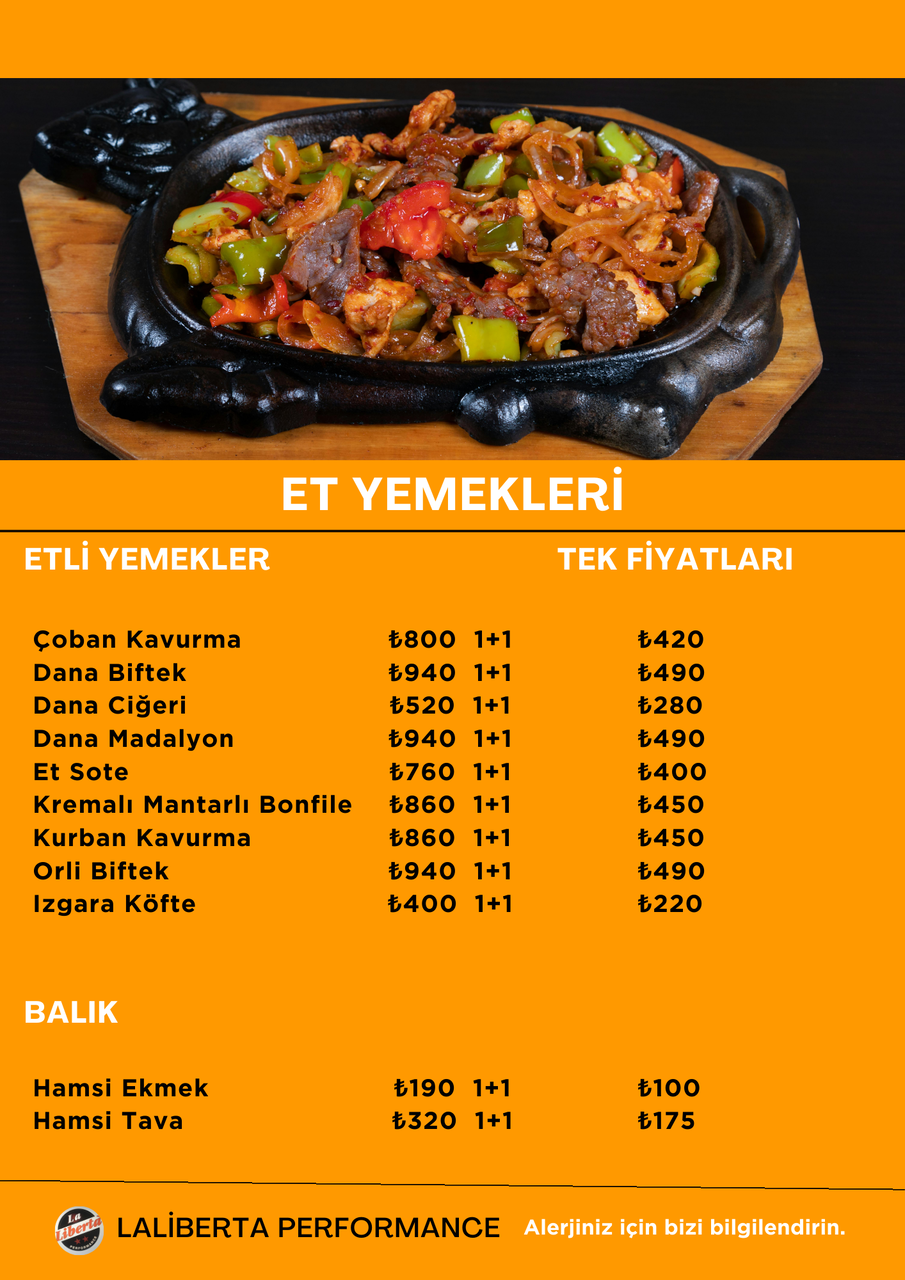 ET YEMEKLERİ
ETLİ YEMEKLER TEK FİYATLARI
Çoban Kavurma ₺800 1+1 ₺420
Dana Biftek ₺940 1+1 ₺490
Dana Ciğeri ₺520 1+1 ₺280
Dana Madalyon ₺940 1+1 ₺490
Et Sote ₺760 1+1 ₺400
Kremalı Mantarlı Bonfile ₺860 1+1 ₺450
Kurban Kavurma ₺860 1+1 ₺450
Orli Biftek ₺940 1+1 ₺490
Izgara Köfte ₺400 1+1 ₺220
BALIK
Hamsi Ekmek ₺190 1+1 ₺100
Hamsi Tava ₺320 1+1 ₺175
La
Liberta
PERFORMANCE
LALİBERTA PERFORMANCE Alerjiniz için bizi bilgilendirin.